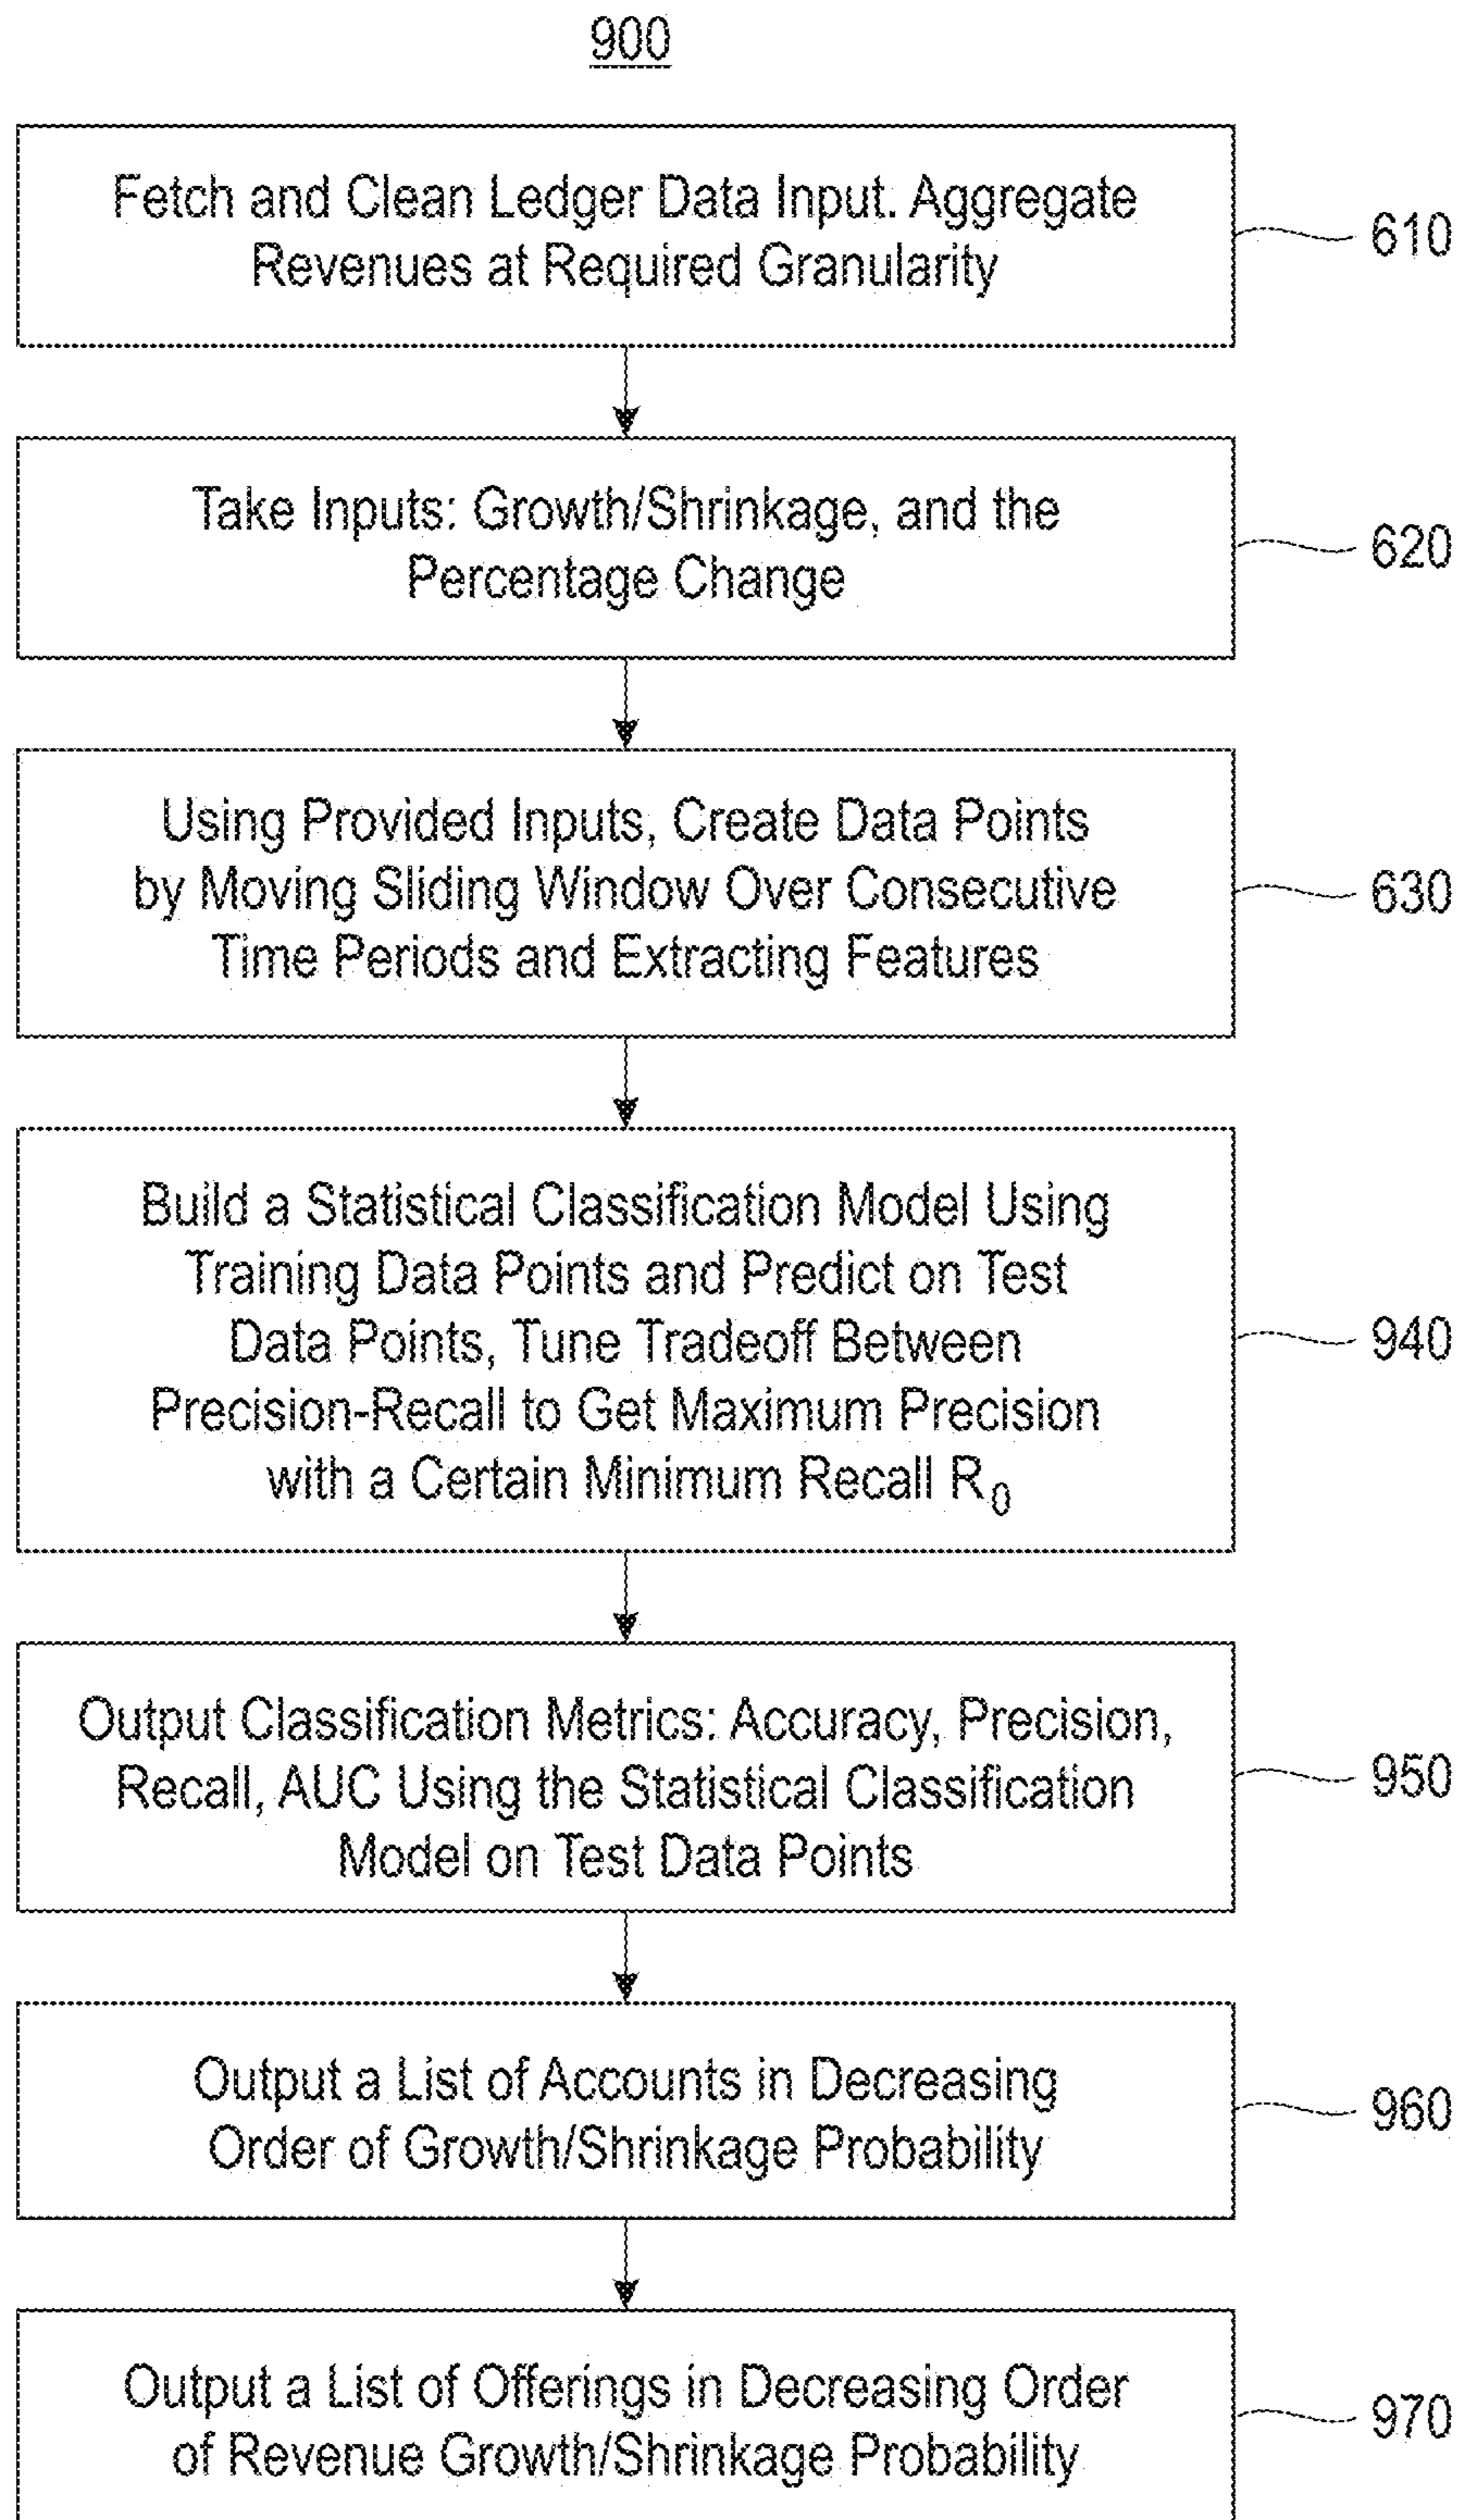 900
Fetch and Clean Ledger Data Input. Aggregate
Revenues at Required Granularity
610
Take Inputs: Growth/Shrinkage, and the
Percentage Change
620
Using Provided Inputs, Create Data Points
by Moving Sliding Window Over Consecutive
Time Periods and Extracting Features
630
Build a Statistical Classification Model Using
Training Data Points and Predict on Test
Data Points, Tune Tradeoff Between
Precision-Recall to Get Maximum Precision
with a Certain Minimum Recall R₀
940
Output Classification Metrics: Accuracy, Precision,
Recall, AUC Using the Statistical Classification
Model on Test Data Points
950
Output a List of Accounts in Decreasing
Order of Growth/Shrinkage Probability
960
Output a List of Offerings in Decreasing Order
of Revenue Growth/Shrinkage Probability
970